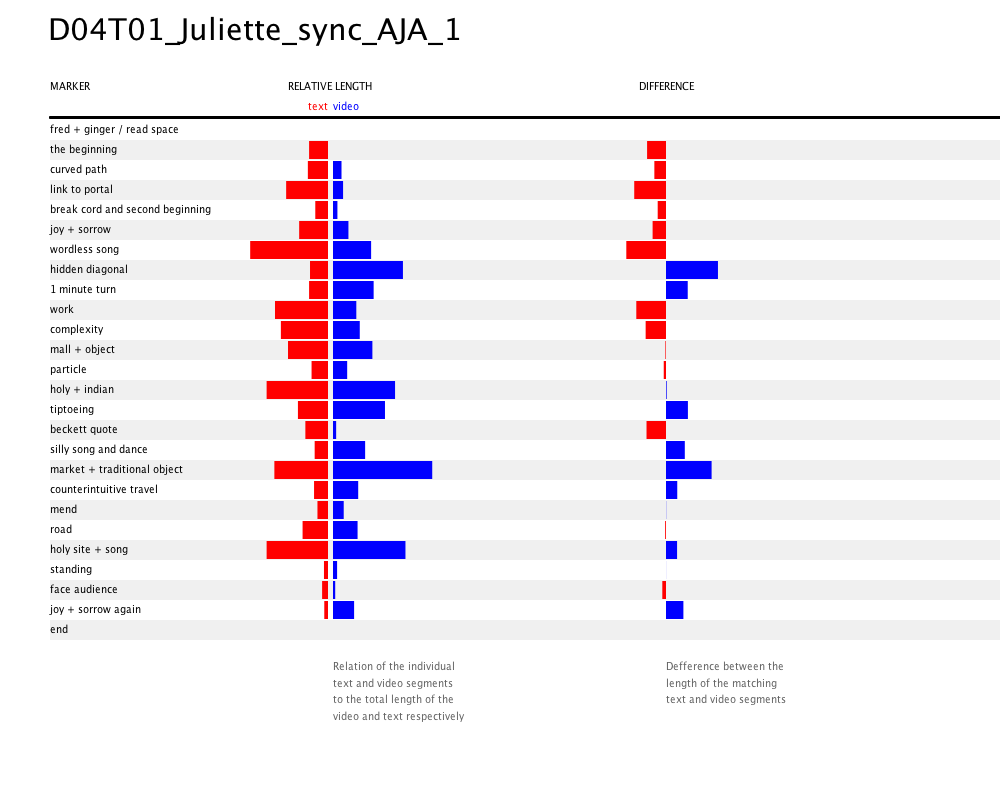 D04T01_Juliette_sync_AJA_1
MARKER RELATIVE LENGTH DIFFERENCE
text video
fred + ginger / read space
the beginning
curved path
link to portal
break cord and second beginning
joy + sorrow
wordless song
hidden diagonal
1 minute turn
work
complexity
mall + object
particle
holy + indian
tiptoeing
beckett quote
silly song and dance
market + traditional object
counterintuitive travel
mend
road
holy site + song
standing
face audience
joy + sorrow again
end
Relation of the individual
text and video segments
to the total length of the
video and text respectively
Defference between the
length of the matching
text and video segments